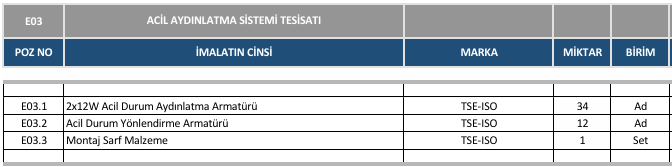 E03 ACİL AYDINLATMA SİSTEMİ TESİSATI
POZ NO İMALATIN CİNSİ MARKA MİKTAR BİRİM
E03.1 2x12W Acil Durum Aydınlatma Armatürü TSE-ISO 34 Ad
E03.2 Acil Durum Yönlendirme Armatürü TSE-ISO 12 Ad
E03.3 Montaj Sarf Malzeme TSE-ISO 1 Set